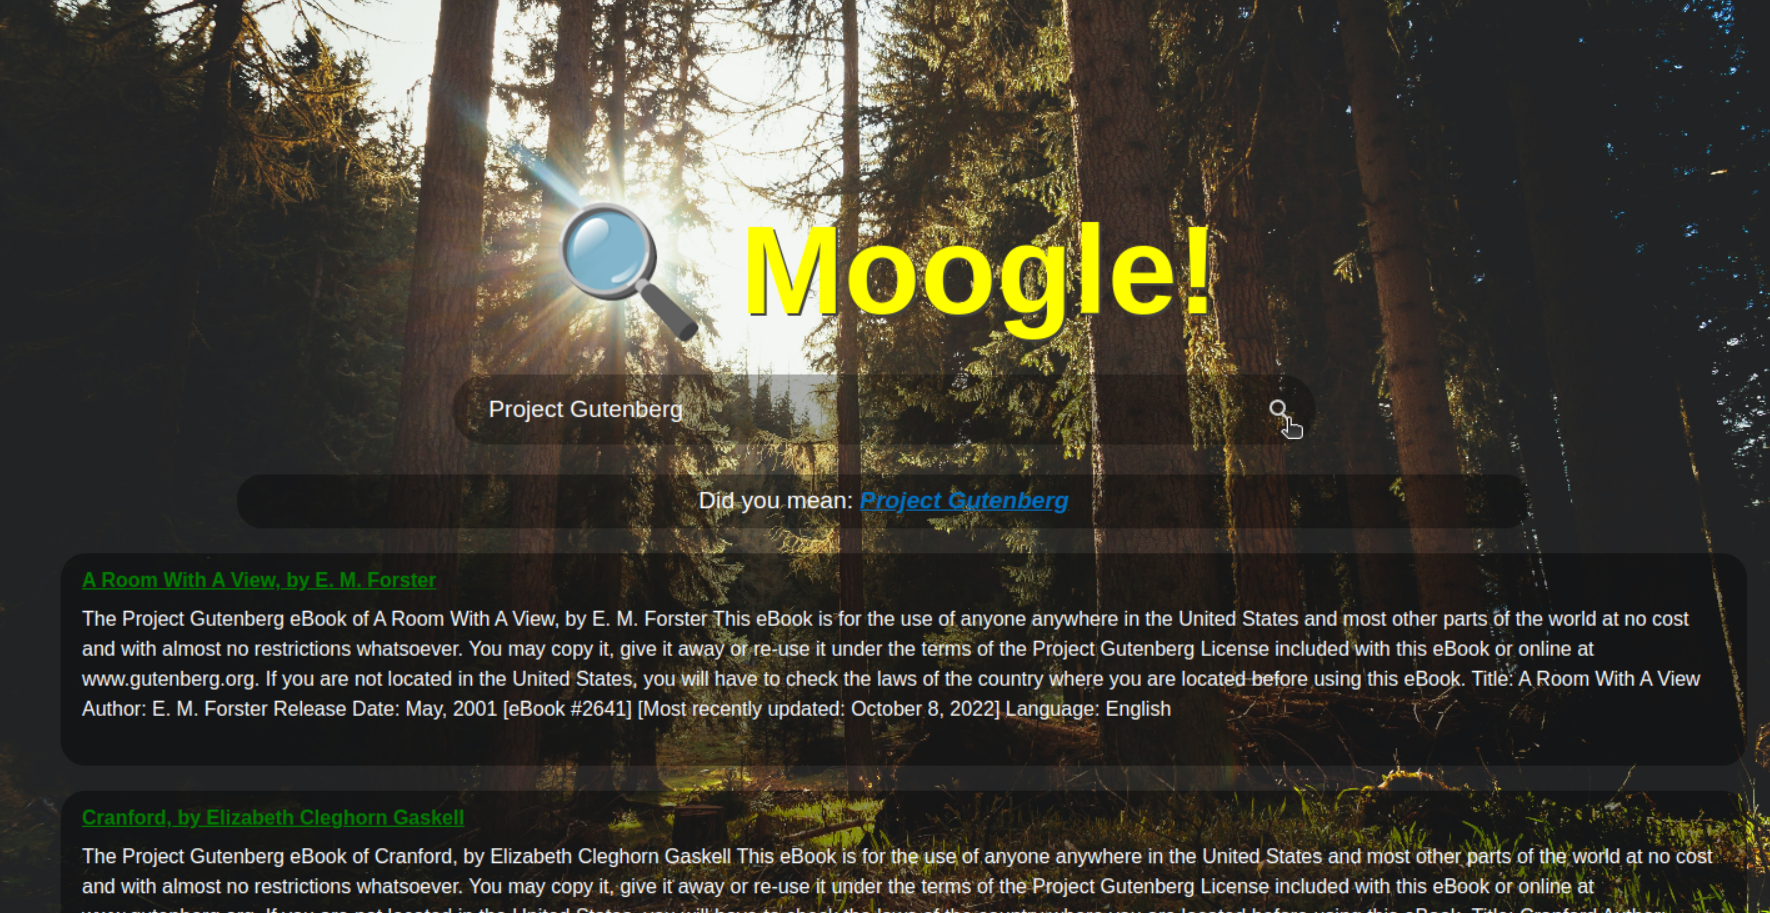 Moogle!
Project Gutenberg
Did you mean: Project Gutenberg
A Room With A View, by E. M. Forster
The Project Gutenberg eBook of A Room With A View, by E. M. Forster This eBook is for the use of anyone anywhere in the United States and most other parts of the world at no cost
and with almost no restrictions whatsoever. You may copy it, give it away or re-use it under the terms of the Project Gutenberg License included with this eBook or online at
www.gutenberg.org. If you are not located in the United States, you will have to check the laws of the country where you are located before using this eBook. Title: A Room With A View
Author: E. M. Forster Release Date: May, 2001 [eBook #2641] [Most recently updated: October 8, 2022] Language: English
Cranford, by Elizabeth Cleghorn Gaskell
The Project Gutenberg eBook of Cranford, by Elizabeth Cleghorn Gaskell This eBook is for the use of anyone anywhere in the United States and most other parts of the world at no cost
and with almost no restrictions whatsoever. You may copy it, give it away or re-use it under the terms of the Project Gutenberg License included with this eBook or online at